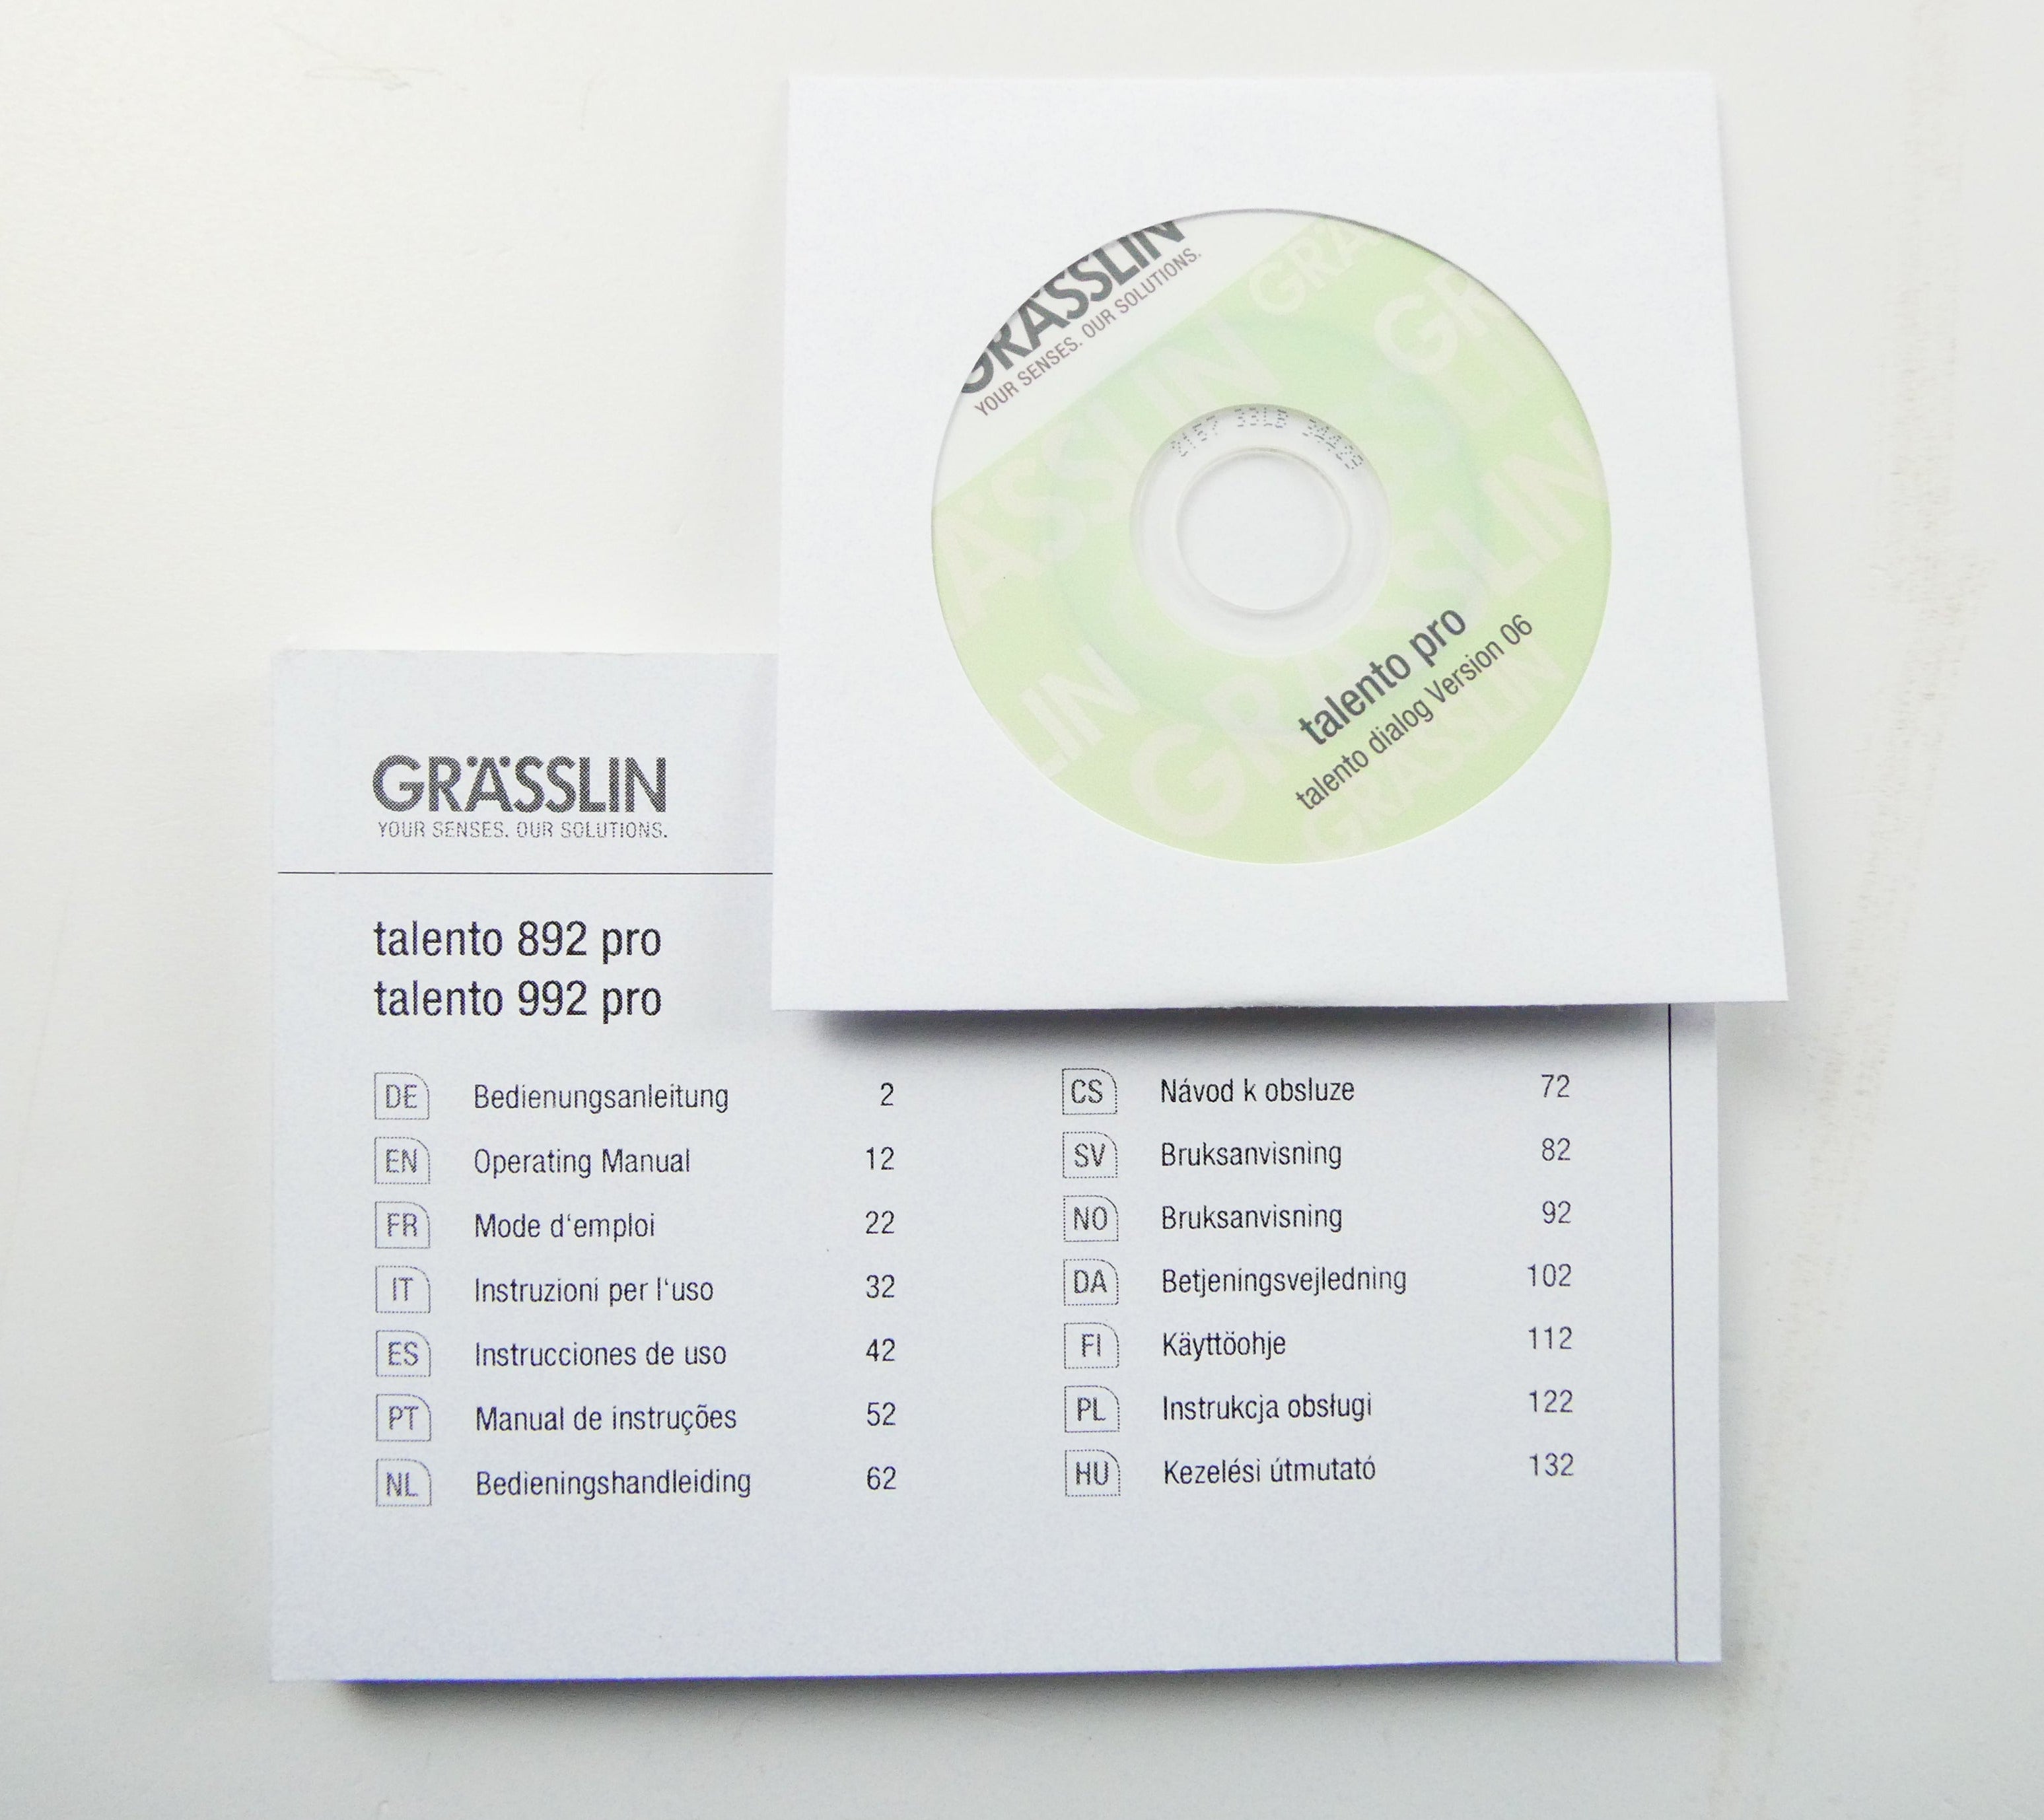 GRÄSSLIN
YOUR SENSES. OUR SOLUTIONS.
talento pro
talento dialog Version 06
GRÄSSLIN
YOUR SENSES. OUR SOLUTIONS.
talento 892 pro
talento 992 pro
DE Bedienungsanleitung 2
EN Operating Manual 12
FR Mode d‘emploi 22
IT Instruzioni per l‘uso 32
ES Instrucciones de uso 42
PT Manual de instruções 52
NL Bedieningshandleiding 62
CS Návod k obsluze 72
SV Bruksanvisning 82
NO Bruksanvisning 92
DA Betjeningsvejledning 102
FI Käyttöohje 112
PL Instrukcja obsługi 122
HU Kezelési útmutató 132